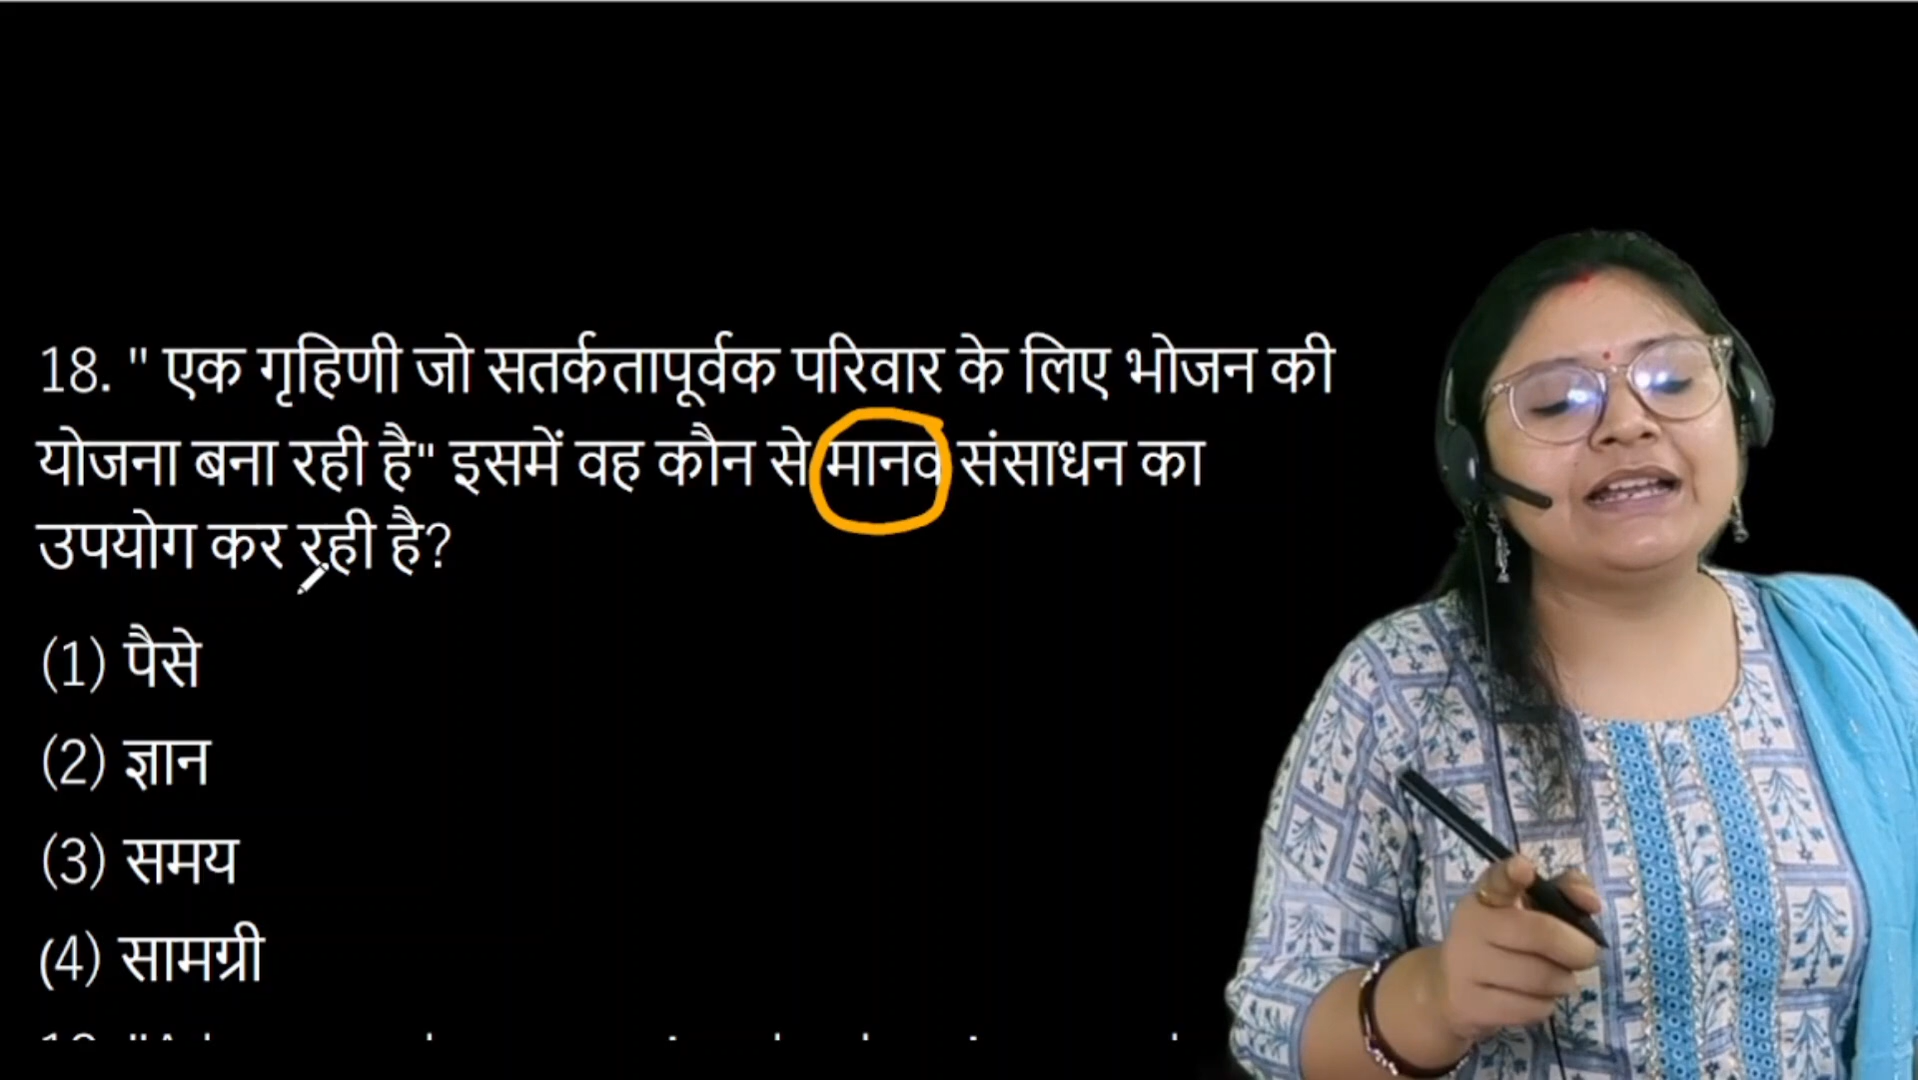 18. " एक गृहिणी जो सतर्कतापूर्वक परिवार के लिए भोजन की
योजना बना रही है" इसमें वह कौन से मानव संसाधन का
उपयोग कर रही है?
(1) पैसे
(2) ज्ञान
(3) समय
(4) सामग्री